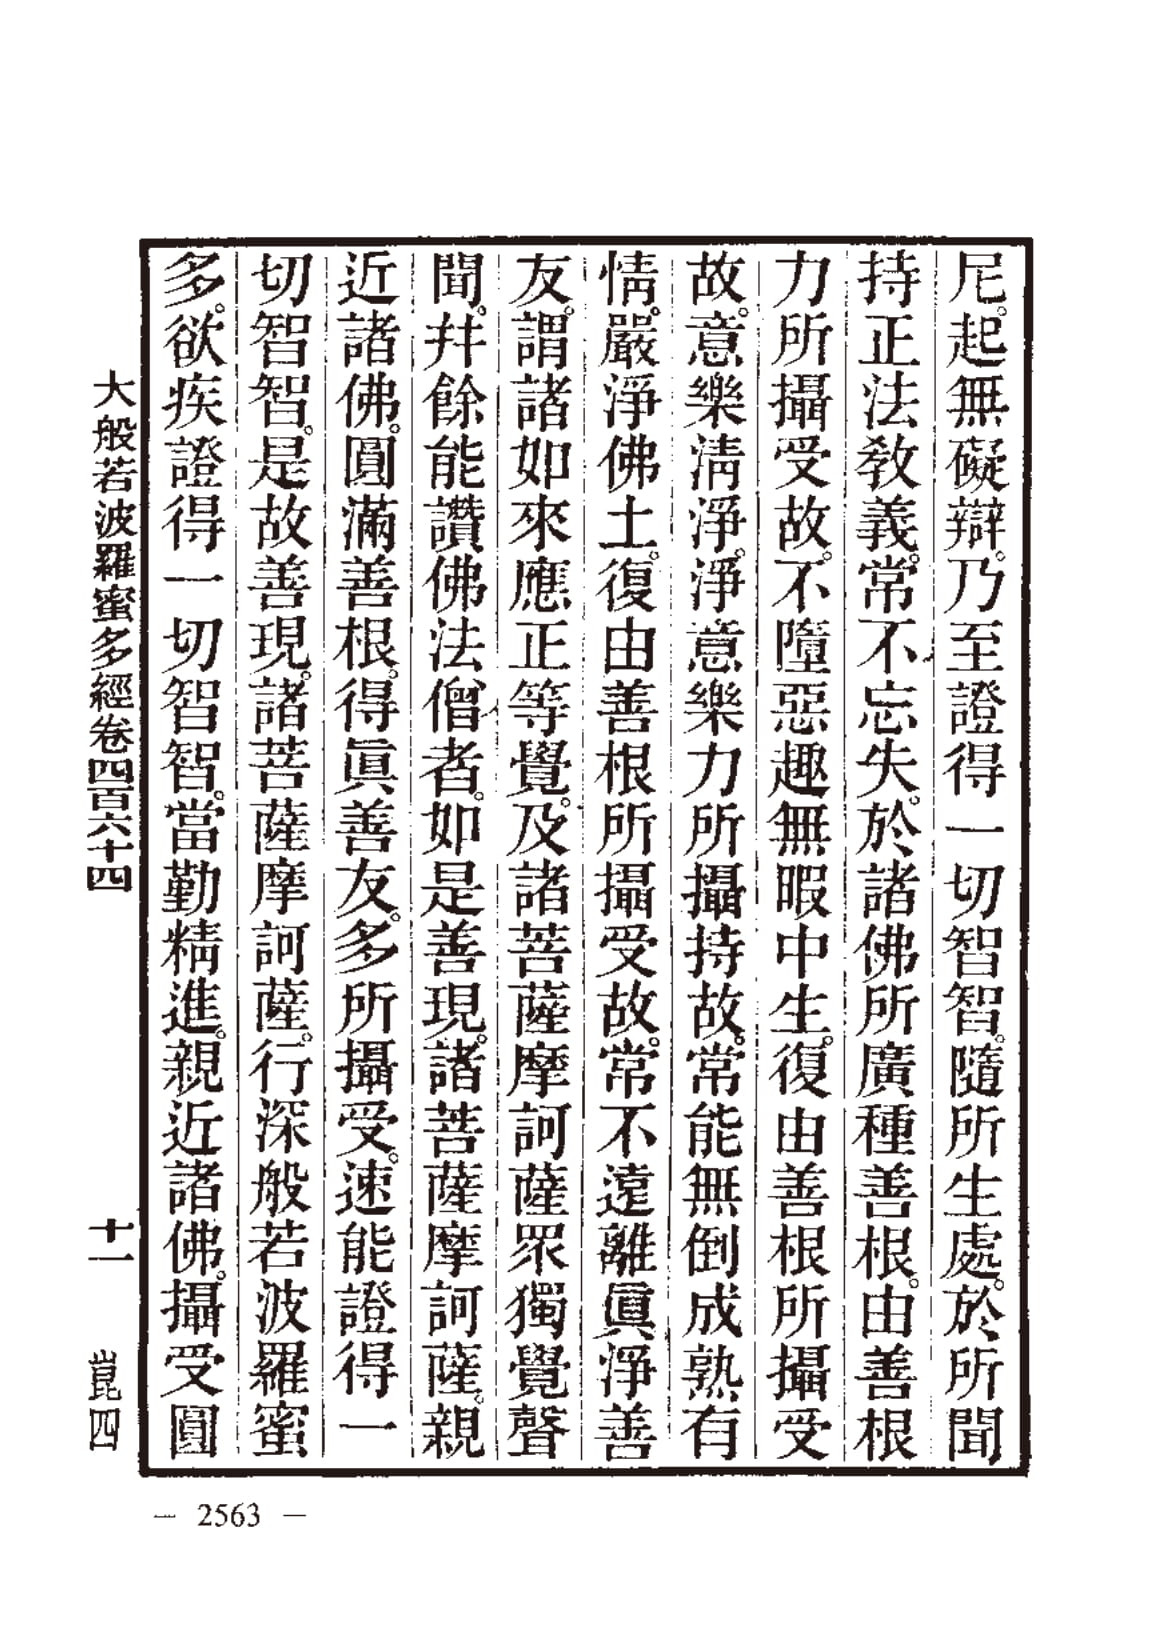 尼。起無礙辯。乃至證得一切智智。隨所生處。於所聞
持正法敎義。常不忘失。於諸佛所廣種善根。由善根
力所攝受故。不墮惡趣無暇中生。復由善根所攝受
故。意樂淸淨。淨意樂力所攝持故。常能無倒成熟有
情。嚴淨佛土。復由善根所攝受故。常不遠離眞淨善
友。謂諸如來應正等覺。及諸菩薩摩訶薩眾獨覺聲
聞。幷餘能讚佛法僧者。如是善現。諸菩薩摩訶薩。親
近諸佛。圓滿善根。得眞善友。多所攝受。速能證得一
切智智。是故善現。諸菩薩摩訶薩。行深般若波羅蜜
多。欲疾證得一切智智。當勤精進。親近諸佛。攝受圓
大般若波羅蜜多經卷四百六十四 十一 崑四
— 2563 —